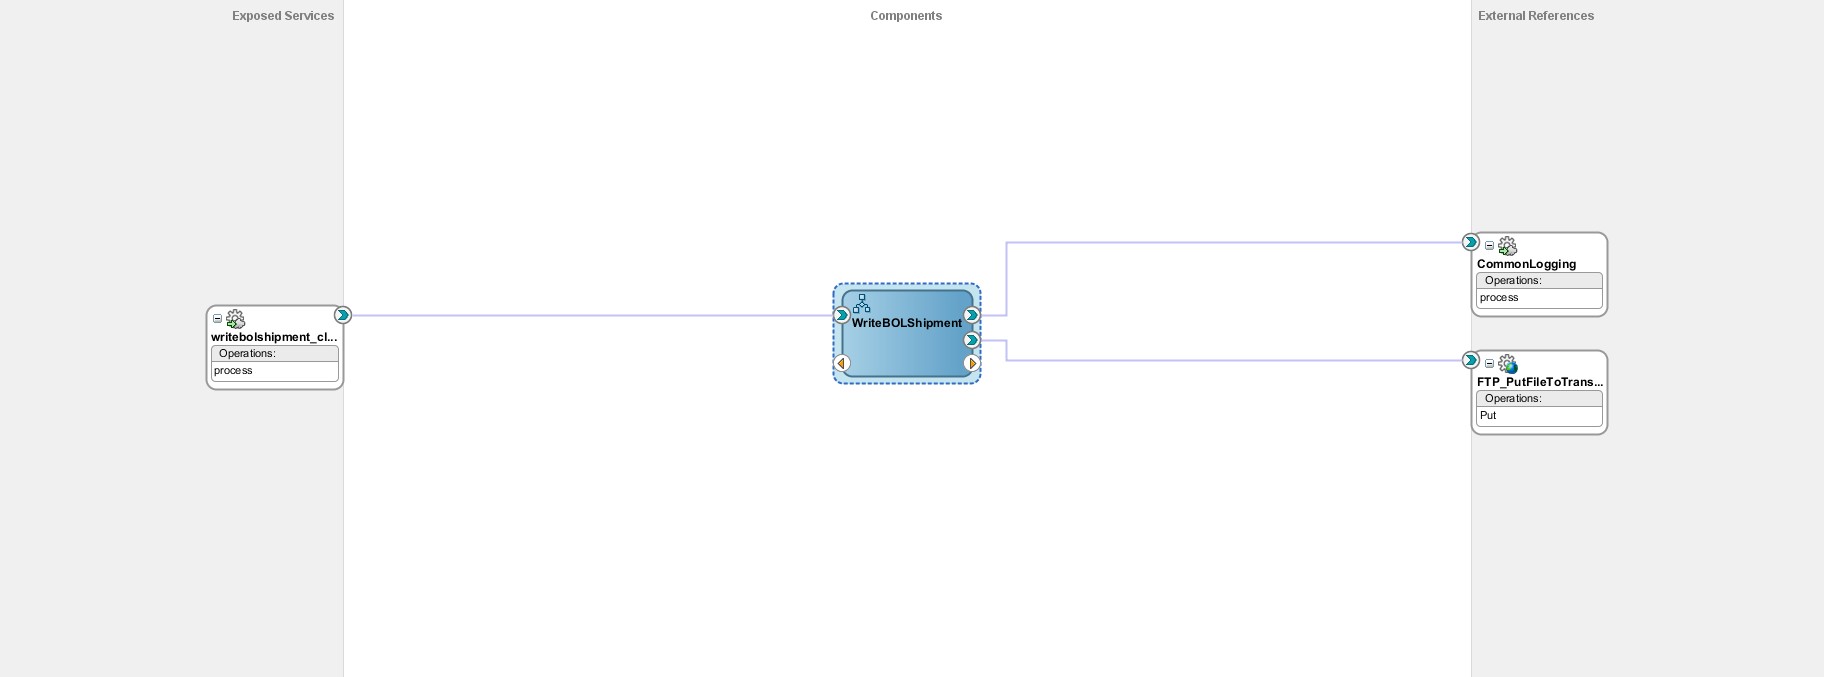 Exposed Services
Components
External References
writebolshipment_cl...
Operations:
process
WriteBOLShipment
CommonLogging
Operations:
process
FTP_PutFileToTrans...
Operations:
Put